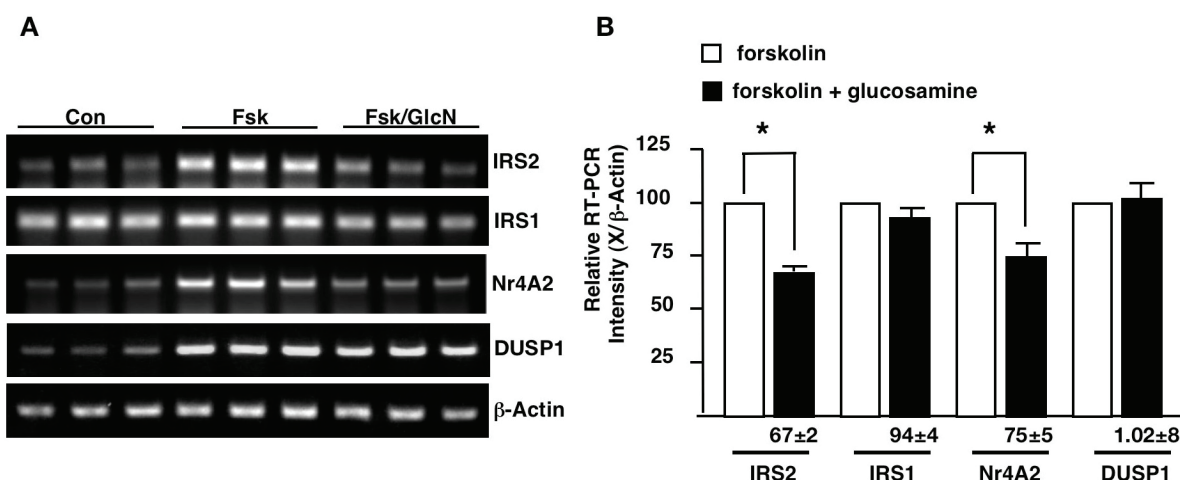 A
Con
Fsk
Fsk/GlcN
IRS2
IRS1
Nr4A2
DUSP1
β-Actin
B
forskolin
forskolin + glucosamine
Relative RT-PCR
Intensity (X/β-Actin)
125
100
75
50
25
*
*
67±2
94±4
75±5
1.02±8
IRS2
IRS1
Nr4A2
DUSP1